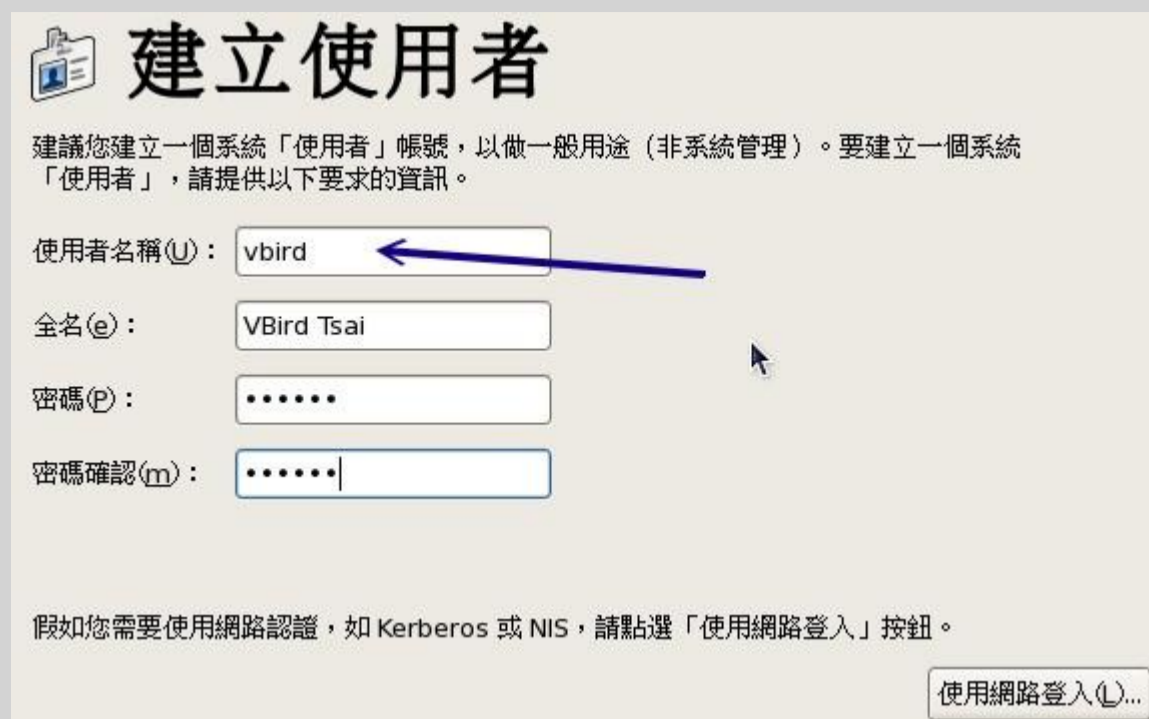 建立使用者
建議您建立一個系統「使用者」帳號，以做一般用途（非系統管理）。要建立一個系統
「使用者」，請提供以下要求的資訊。
使用者名稱(U)： vbird
全名(e)： VBird Tsai
密碼(P)： ••••••
密碼確認(m)： ••••••
假如您需要使用網路認證，如 Kerberos 或 NIS，請點選「使用網路登入」按鈕。
使用網路登入(L)...